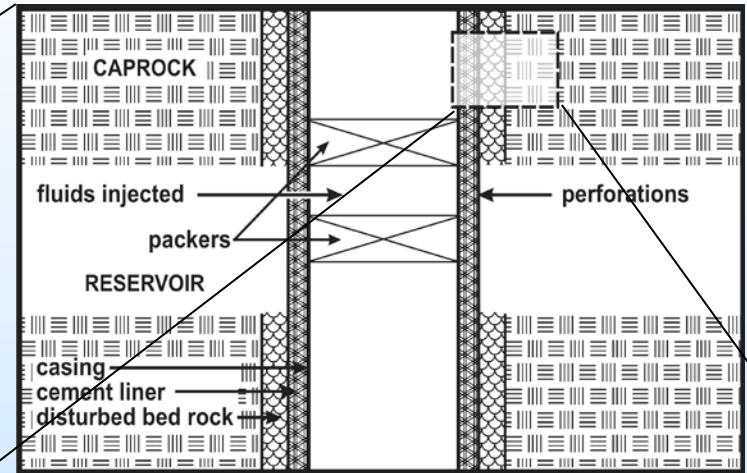 CAPROCK
fluids injected
perforations
packers
RESERVOIR
casing
cement liner
disturbed bed rock